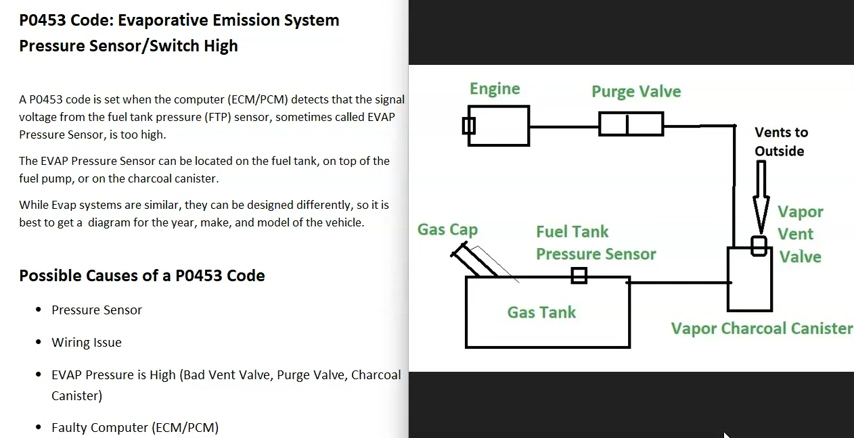 P0453 Code: Evaporative Emission System
Pressure Sensor/Switch High
A P0453 code is set when the computer (ECM/PCM) detects that the signal
voltage from the fuel tank pressure (FTP) sensor, sometimes called EVAP
Pressure Sensor, is too high.
The EVAP Pressure Sensor can be located on the fuel tank, on top of the
fuel pump, or on the charcoal canister.
While Evap systems are similar, they can be designed differently, so it is
best to get a diagram for the year, make, and model of the vehicle.
Possible Causes of a P0453 Code
• Pressure Sensor
• Wiring Issue
• EVAP Pressure is High (Bad Vent Valve, Purge Valve, Charcoal
Canister)
• Faulty Computer (ECM/PCM)
Engine
Purge Valve
Vents to
Outside
Vapor
Vent
Valve
Gas Cap
Fuel Tank
Pressure Sensor
Gas Tank
Vapor Charcoal Canister